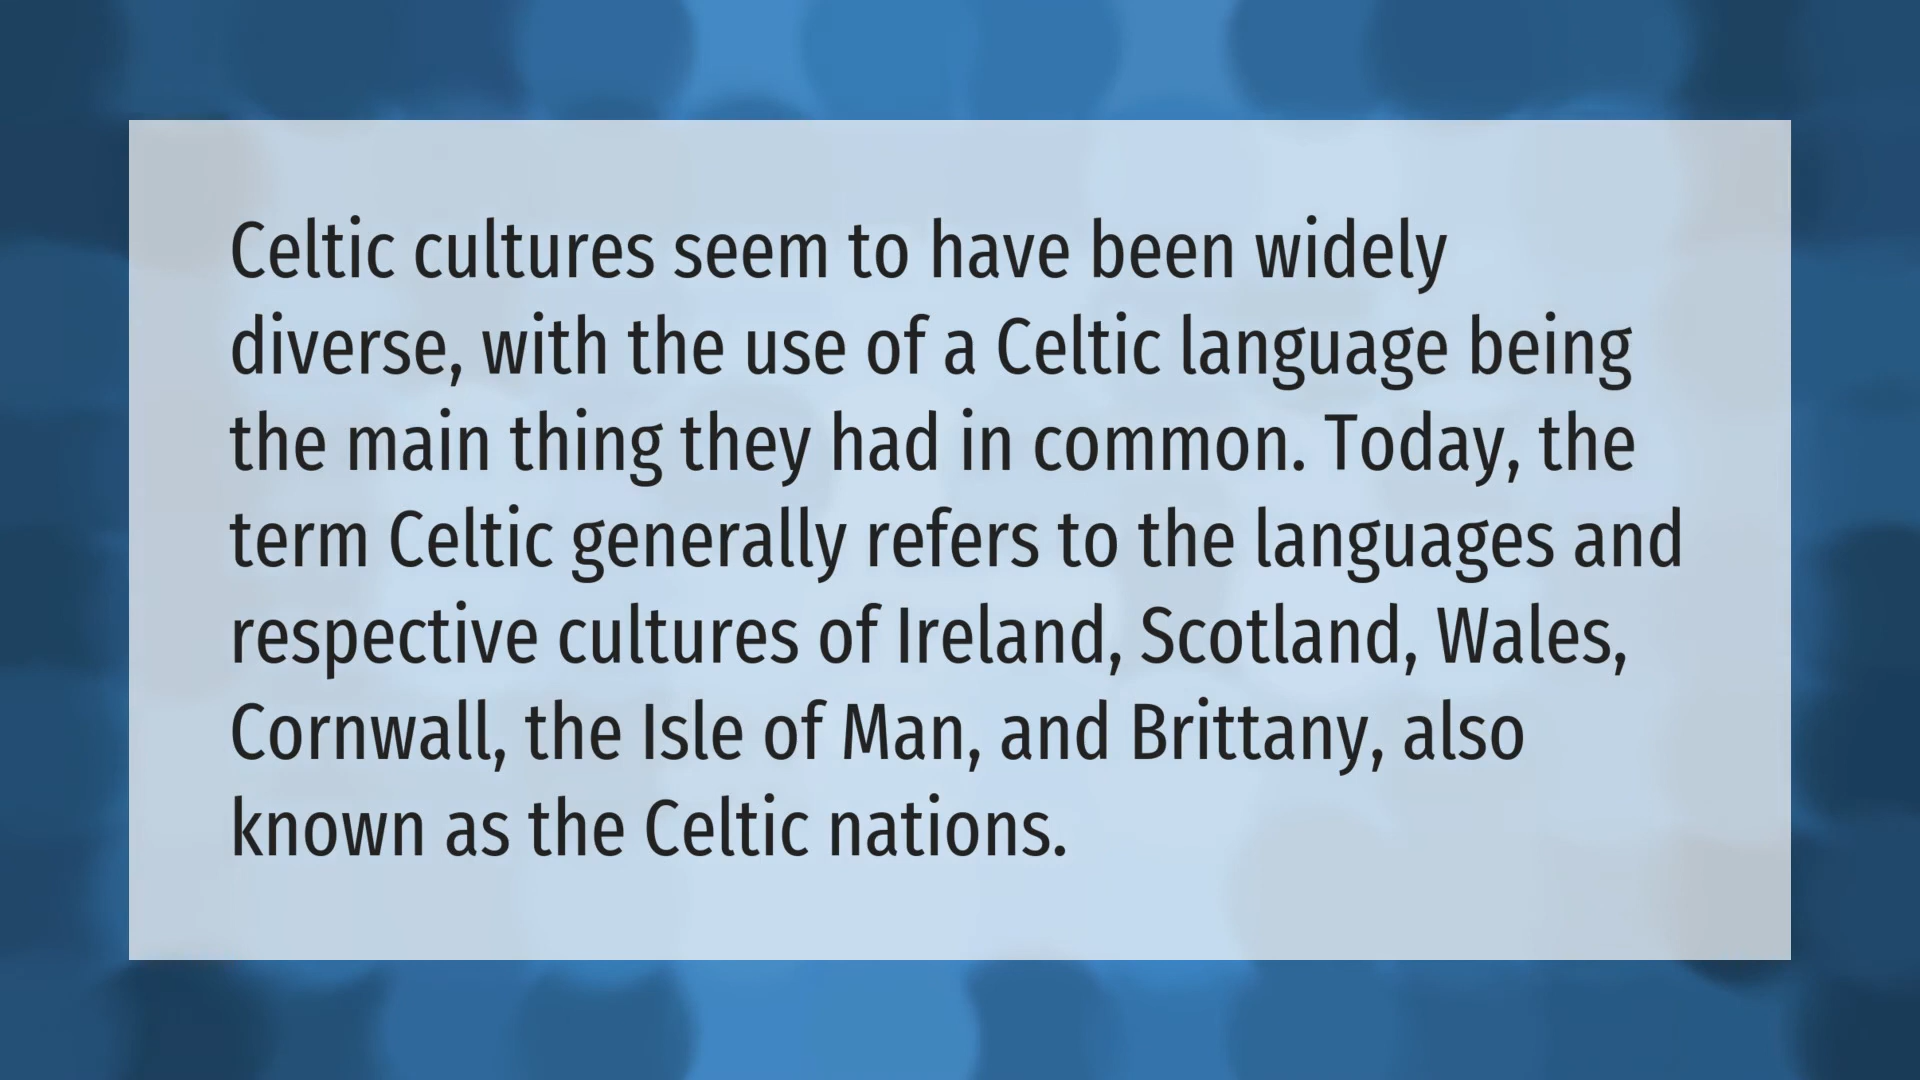 Celtic cultures seem to have been widely
diverse, with the use of a Celtic language being
the main thing they had in common. Today, the
term Celtic generally refers to the languages and
respective cultures of Ireland, Scotland, Wales,
Cornwall, the Isle of Man, and Brittany, also
known as the Celtic nations.